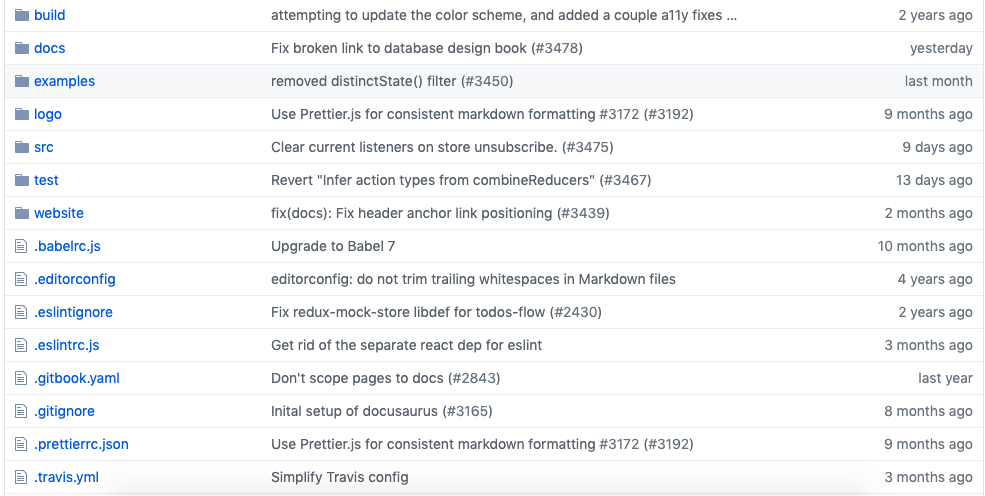 build attempting to update the color scheme, and added a couple a11y fixes ... 2 years ago
docs Fix broken link to database design book (#3478) yesterday
examples removed distinctState() filter (#3450) last month
logo Use Prettier.js for consistent markdown formatting #3172 (#3192) 9 months ago
src Clear current listeners on store unsubscribe. (#3475) 9 days ago
test Revert "Infer action types from combineReducers" (#3467) 13 days ago
website fix(docs): Fix header anchor link positioning (#3439) 2 months ago
.babelrc.js Upgrade to Babel 7 10 months ago
.editorconfig editorconfig: do not trim trailing whitespaces in Markdown files 4 years ago
.eslintignore Fix redux-mock-store libdef for todos-flow (#2430) 2 years ago
.eslintrc.js Get rid of the separate react dep for eslint 3 months ago
.gitbook.yaml Don't scope pages to docs (#2843) last year
.gitignore Inital setup of docusaurus (#3165) 8 months ago
.prettierrc.json Use Prettier.js for consistent markdown formatting #3172 (#3192) 9 months ago
.travis.yml Simplify Travis config 3 months ago